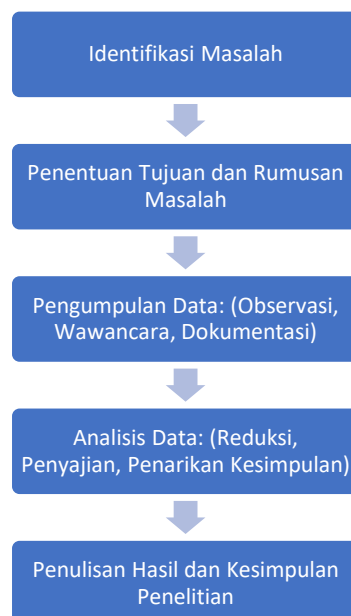 Identifikasi Masalah
Penentuan Tujuan dan Rumusan
Masalah
Pengumpulan Data: (Observasi,
Wawancara, Dokumentasi)
Analisis Data: (Reduksi,
Penyajian, Penarikan Kesimpulan)
Penulisan Hasil dan Kesimpulan
Penelitian